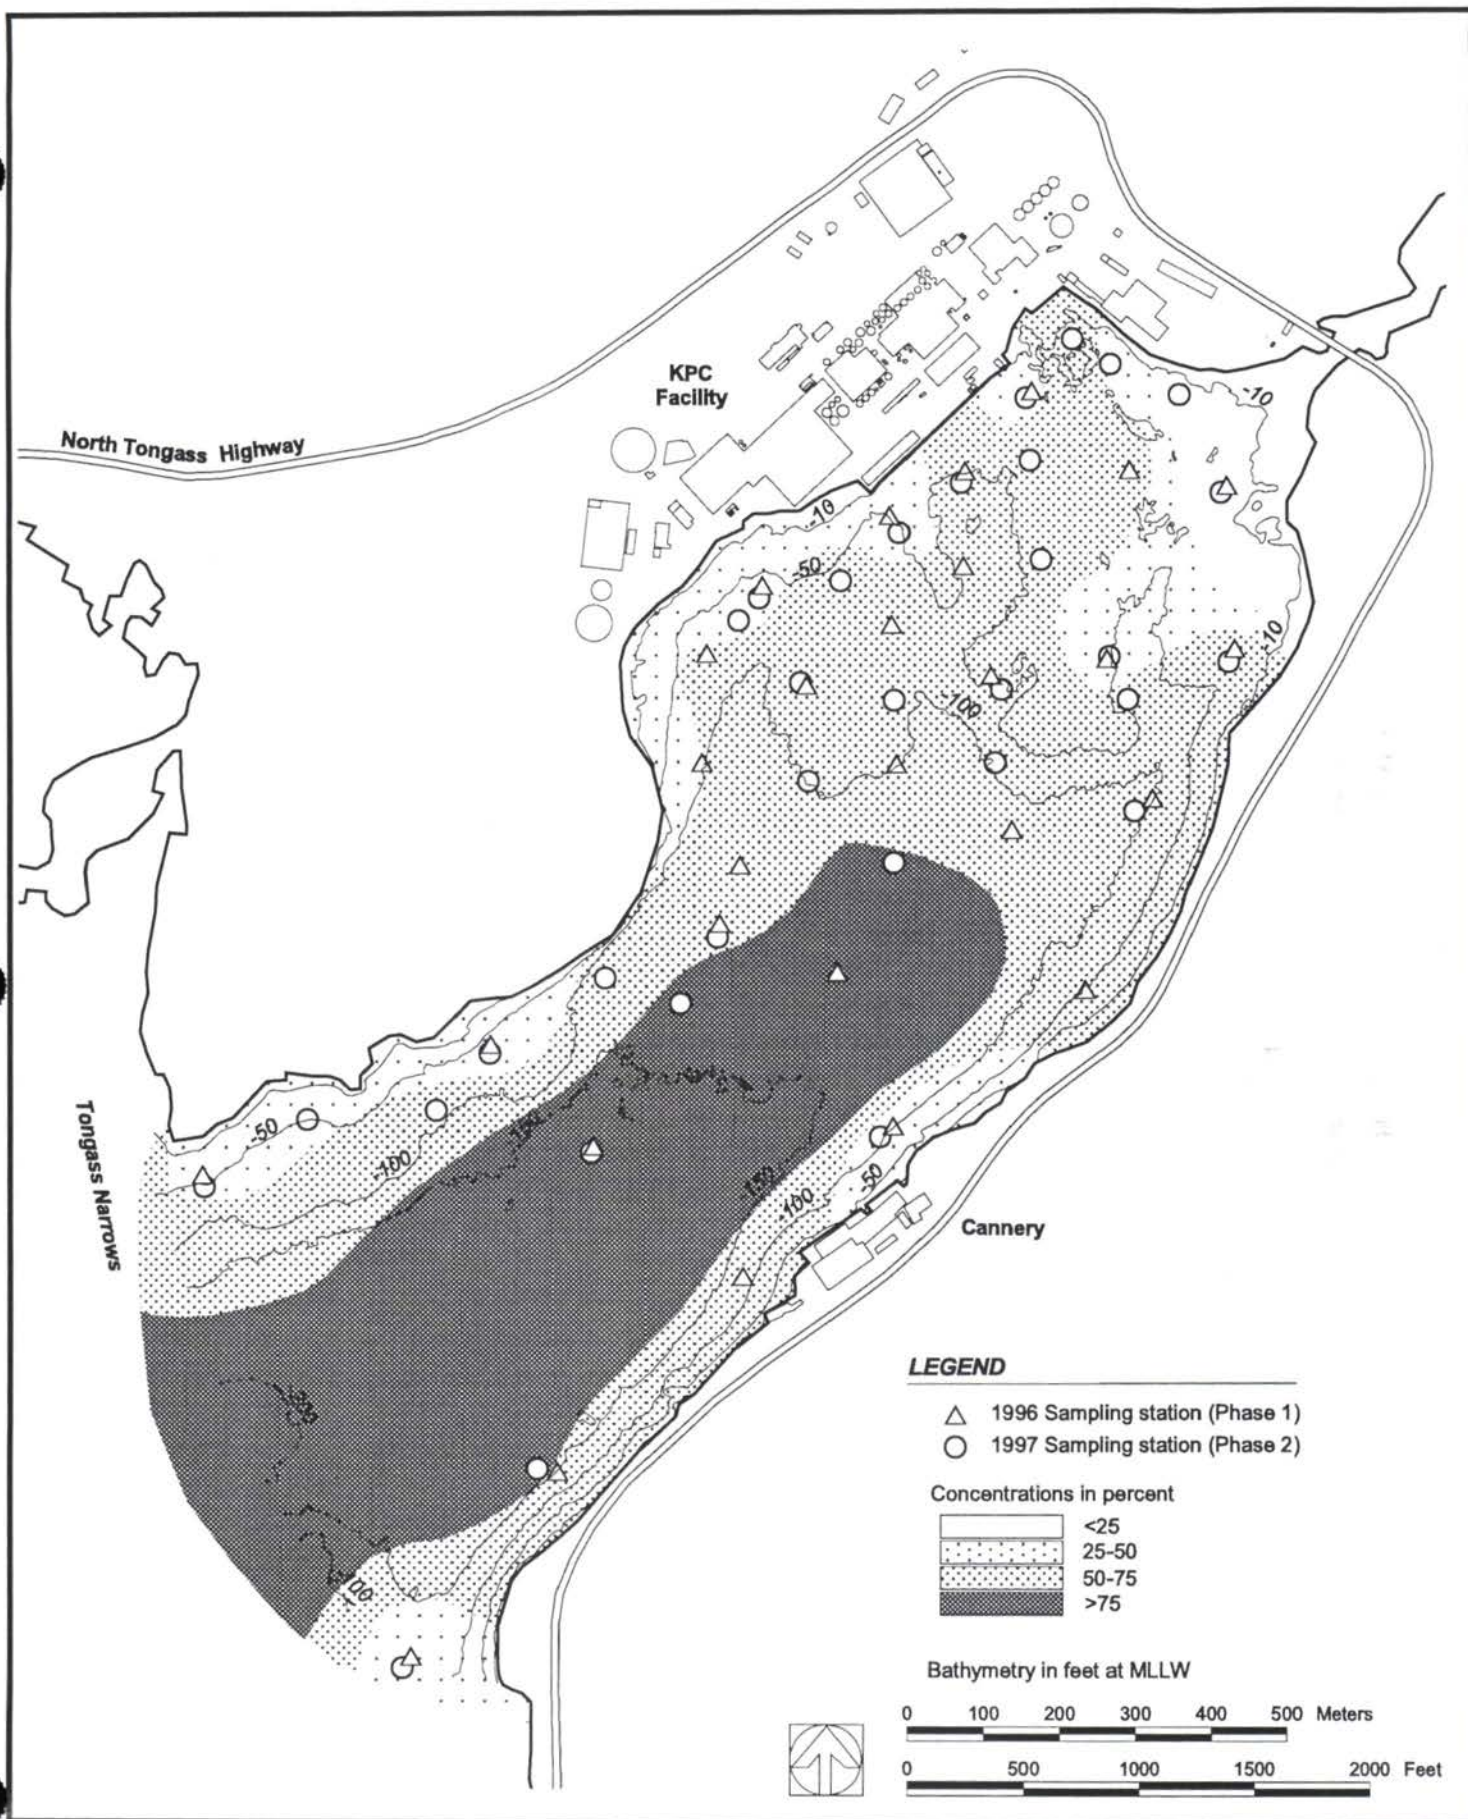 -10
KPC
Facility
North Tongass Highway
-10
-50
-10
-100
-50
-100
-150
-150
-50
-100
Tongass Narrows
Cannery
LEGEND
1996 Sampling station (Phase 1)
1997 Sampling station (Phase 2)
Concentrations in percent
<25
25-50
50-75
>75
Bathymetry in feet at MLLW
0 100 200 300 400 500 Meters
0 500 1000 1500 2000 Feet